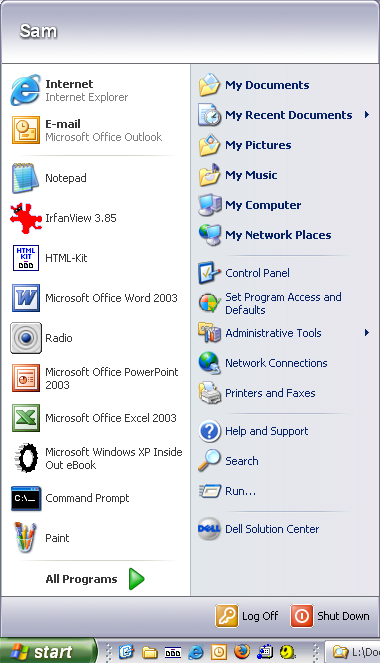 Sam
Internet
Internet Explorer
E-mail
Microsoft Office Outlook
Notepad
IrfanView 3.85
HTML
KIT
HTML-Kit
Microsoft Office Word 2003
Radio
Microsoft Office PowerPoint
2003
Microsoft Office Excel 2003
Microsoft Windows XP Inside
Out eBook
C:\_
Command Prompt
Paint
All Programs
My Documents
My Recent Documents
My Pictures
My Music
My Computer
My Network Places
Control Panel
Set Program Access and
Defaults
Administrative Tools
Network Connections
Printers and Faxes
Help and Support
Search
Run...
DELL
Dell Solution Center
Log Off
Shut Down
start
L:\Do